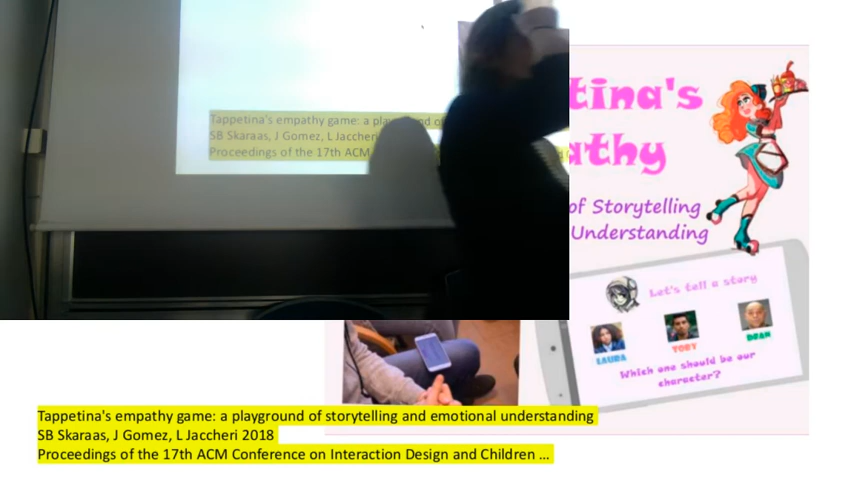 Tappetina's empathy game: a playground of
SB Skaraas, J Gomez, L Jaccheri
Proceedings of the 17th ACM
tina's
athy
of Storytelling
Understanding
Let's tell a story
LAURA
TOBY
DEAN
Which one should be our
character?
Tappetina's empathy game: a playground of storytelling and emotional understanding
SB Skaraas, J Gomez, L Jaccheri 2018
Proceedings of the 17th ACM Conference on Interaction Design and Children ...